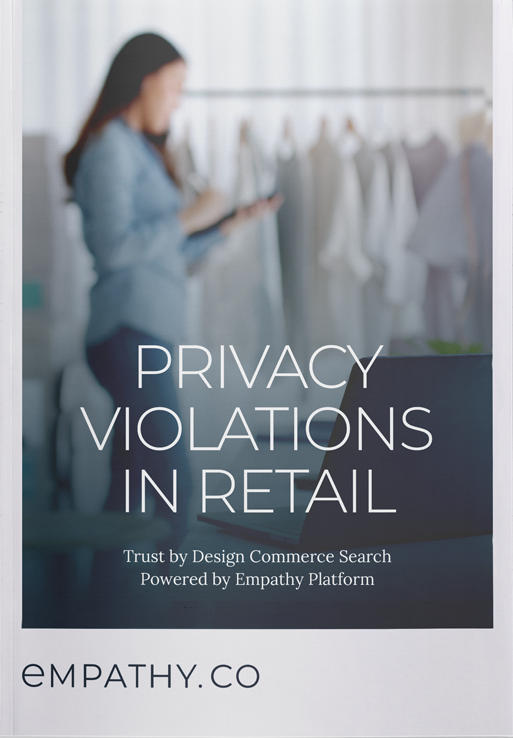 PRIVACY
VIOLATIONS
IN RETAIL
Trust by Design Commerce Search
Powered by Empathy Platform
eMPATHY.CO